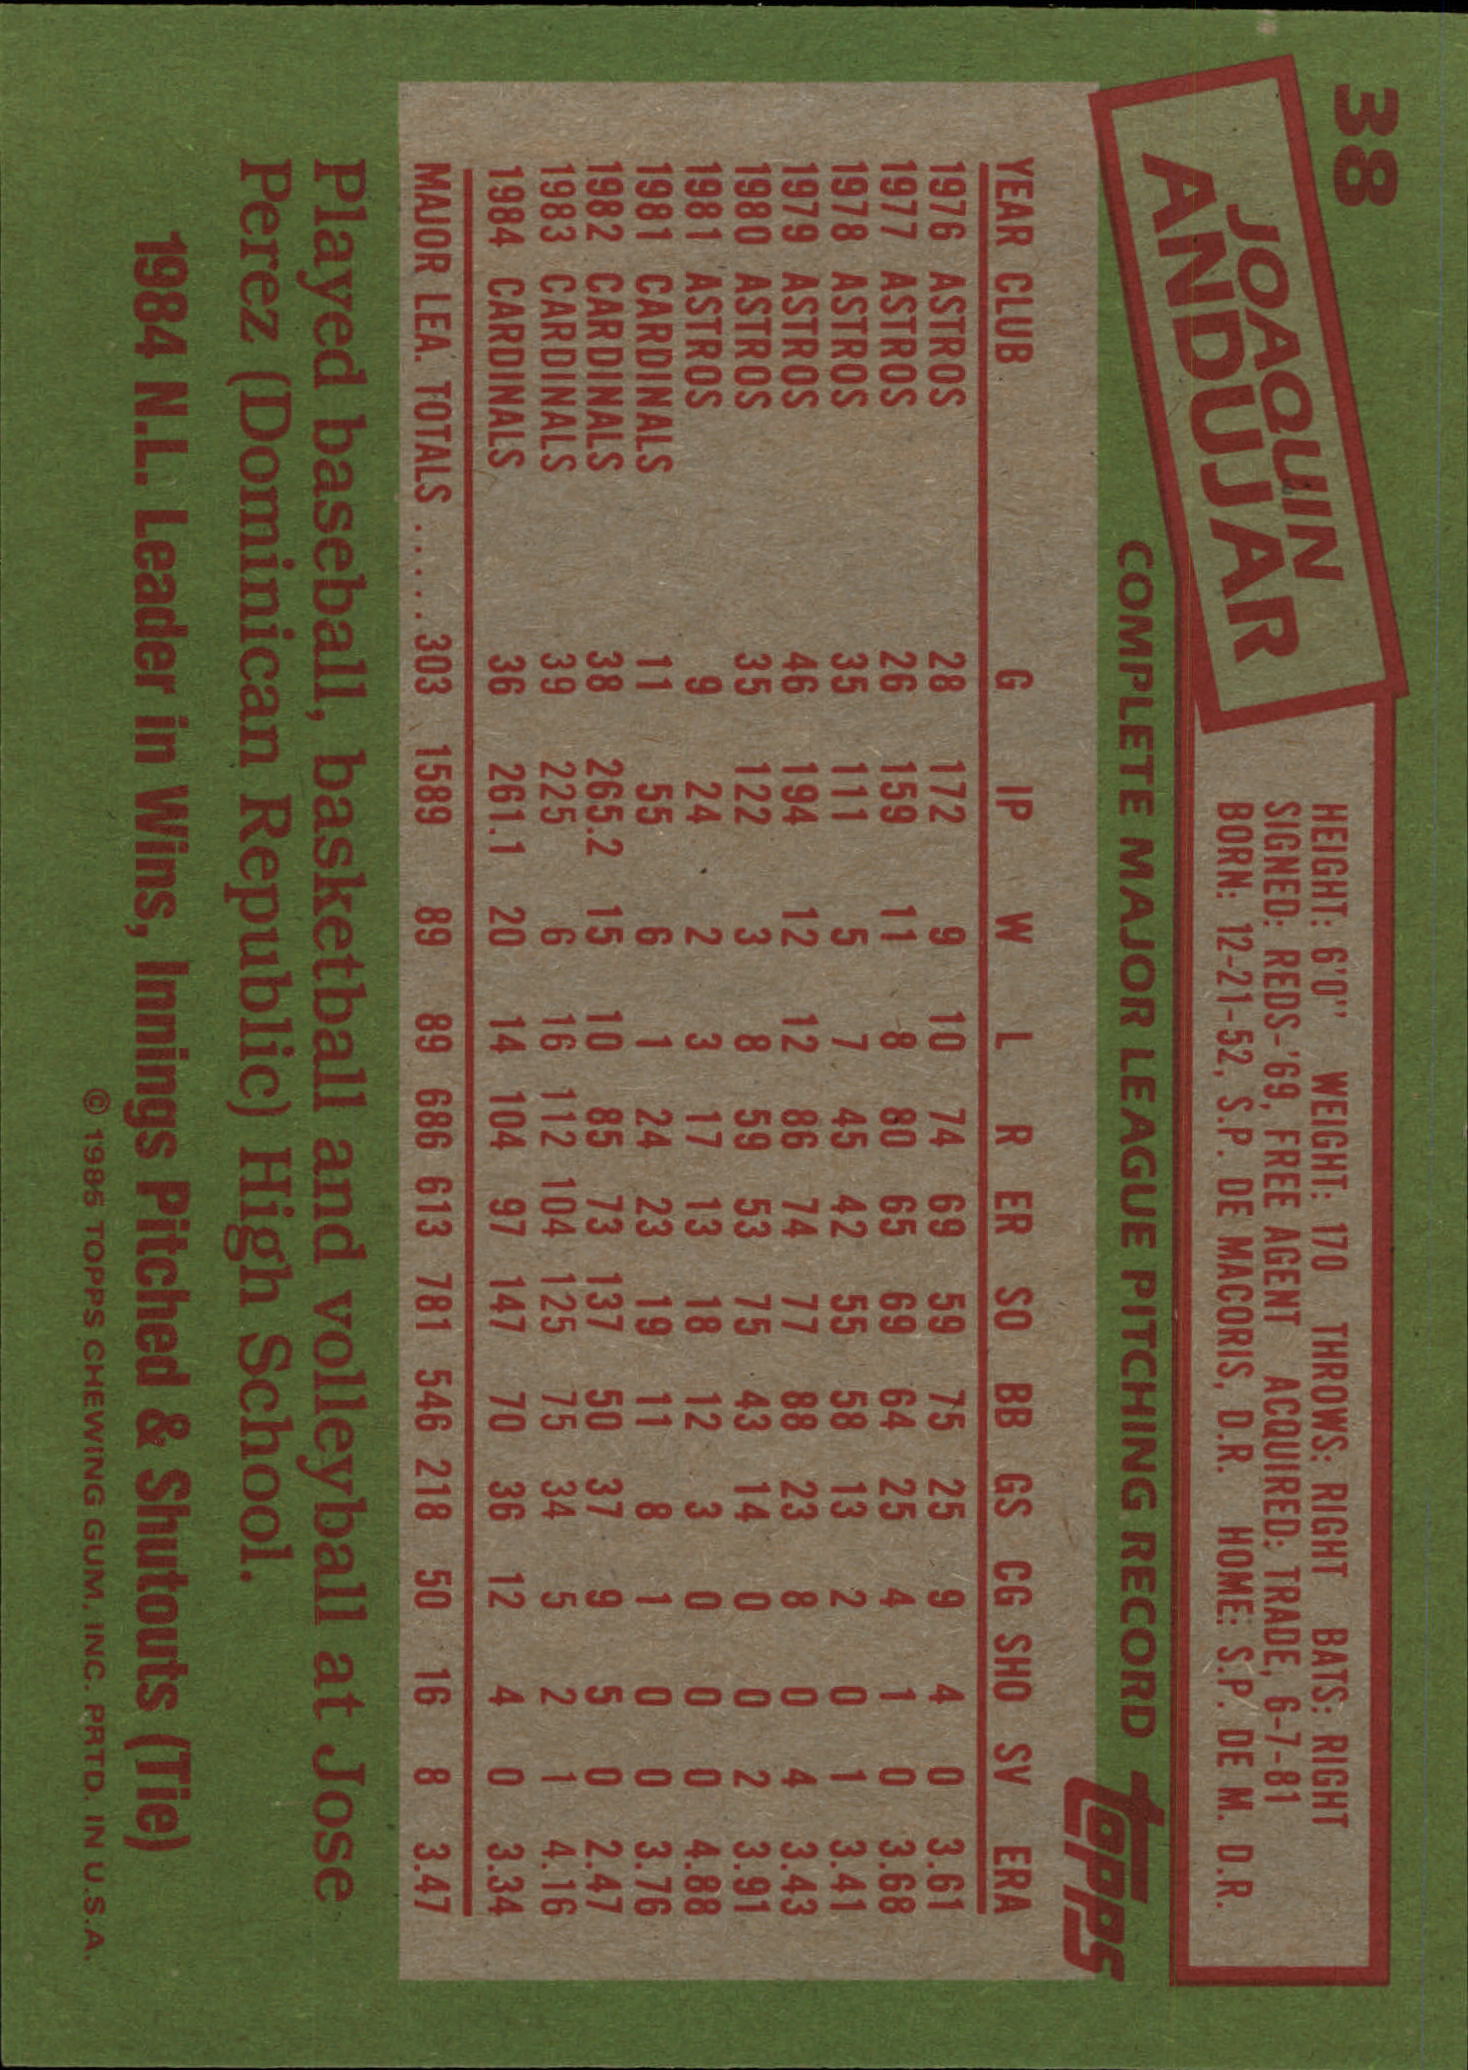 38
JOAQUIN
ANDUJAR
HEIGHT: 6'0" WEIGHT: 170 THROWS: RIGHT BATS: RIGHT
SIGNED: REDS-'69, FREE AGENT ACQUIRED: TRADE, 6-7-81
BORN: 12-21-52, S.P. DE MACORIS, D.R. HOME: S.P. DE M. D.R.
COMPLETE MAJOR LEAGUE PITCHING RECORD topps
YEAR CLUB G IP W L R ER SO BB GS CG SHO SV ERA
1976 ASTROS 28 172 9 10 74 69 59 75 25 9 4 0 3.61
1977 ASTROS 26 159 11 8 80 65 69 64 25 4 1 0 3.68
1978 ASTROS 35 111 5 7 45 42 55 58 13 2 0 1 3.41
1979 ASTROS 46 194 12 12 86 74 77 88 23 8 0 4 3.43
1980 ASTROS 35 122 3 8 59 53 75 43 14 0 0 2 3.91
1981 ASTROS 9 24 2 3 17 13 18 12 3 0 0 0 4.88
1981 CARDINALS 11 55 6 1 24 23 19 11 8 1 0 0 3.76
1982 CARDINALS 38 265.2 15 10 85 73 137 50 37 9 5 0 2.47
1983 CARDINALS 39 225 6 16 112 104 125 75 34 5 2 1 4.16
1984 CARDINALS 36 261.1 20 14 104 97 147 70 36 12 4 0 3.34
MAJOR LEA. TOTALS ...... 303 1589 89 89 686 613 781 546 218 50 16 8 3.47
Played baseball, basketball and volleyball at Jose
Perez (Dominican Republic) High School.
1984 N.L. Leader in Wins, Innings Pitched & Shutouts (Tie)
© 1985 TOPPS CHEWING GUM, INC. PRTD. IN U.S.A.